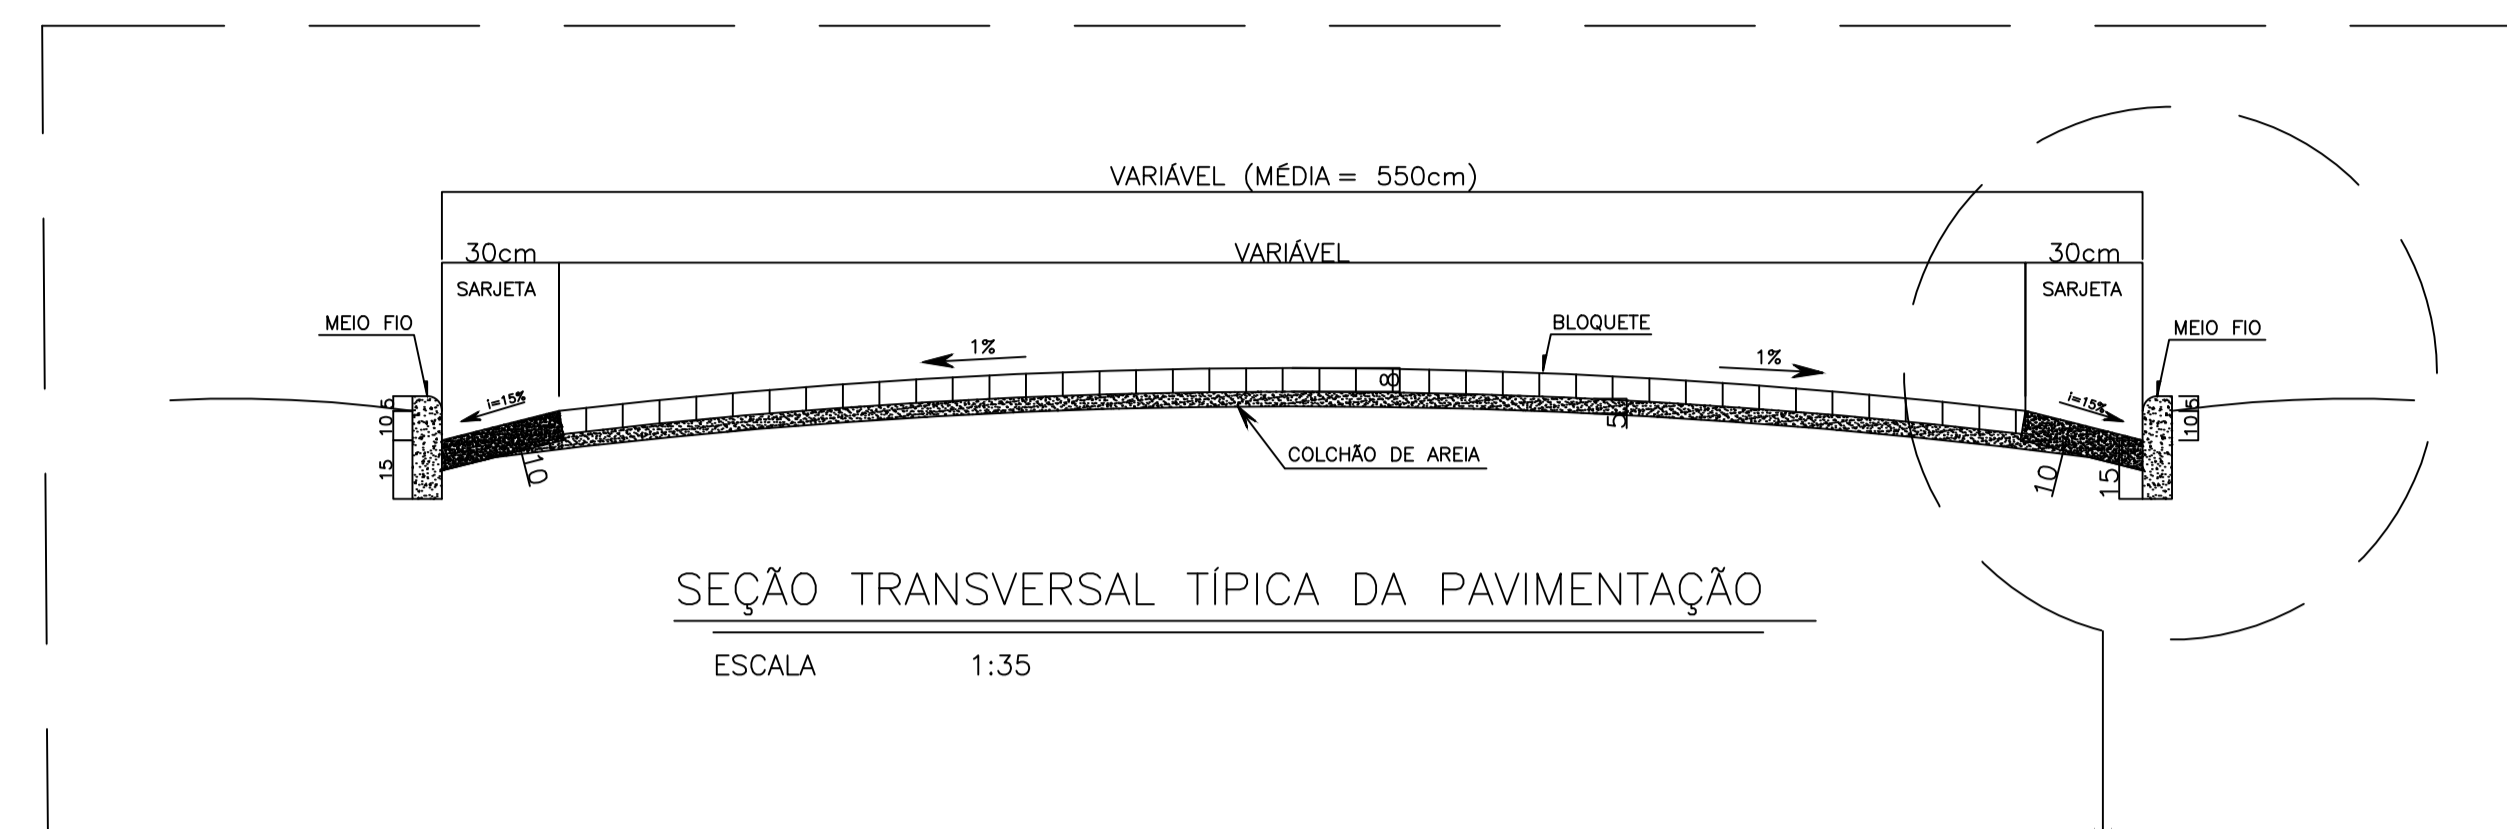 VARIÁVEL (MÉDIA = 550cm)
30cm VARIÁVEL 30cm
SARJETA SARJETA
MEIO FIO BLOQUETE MEIO FIO
1% 1%
8
i=15% i=15%
5
10
15
5
5
10
COLCHÃO DE AREIA
10
10
15
SEÇÃO TRANSVERSAL TÍPICA DA PAVIMENTAÇÃO
ESCALA 1:35